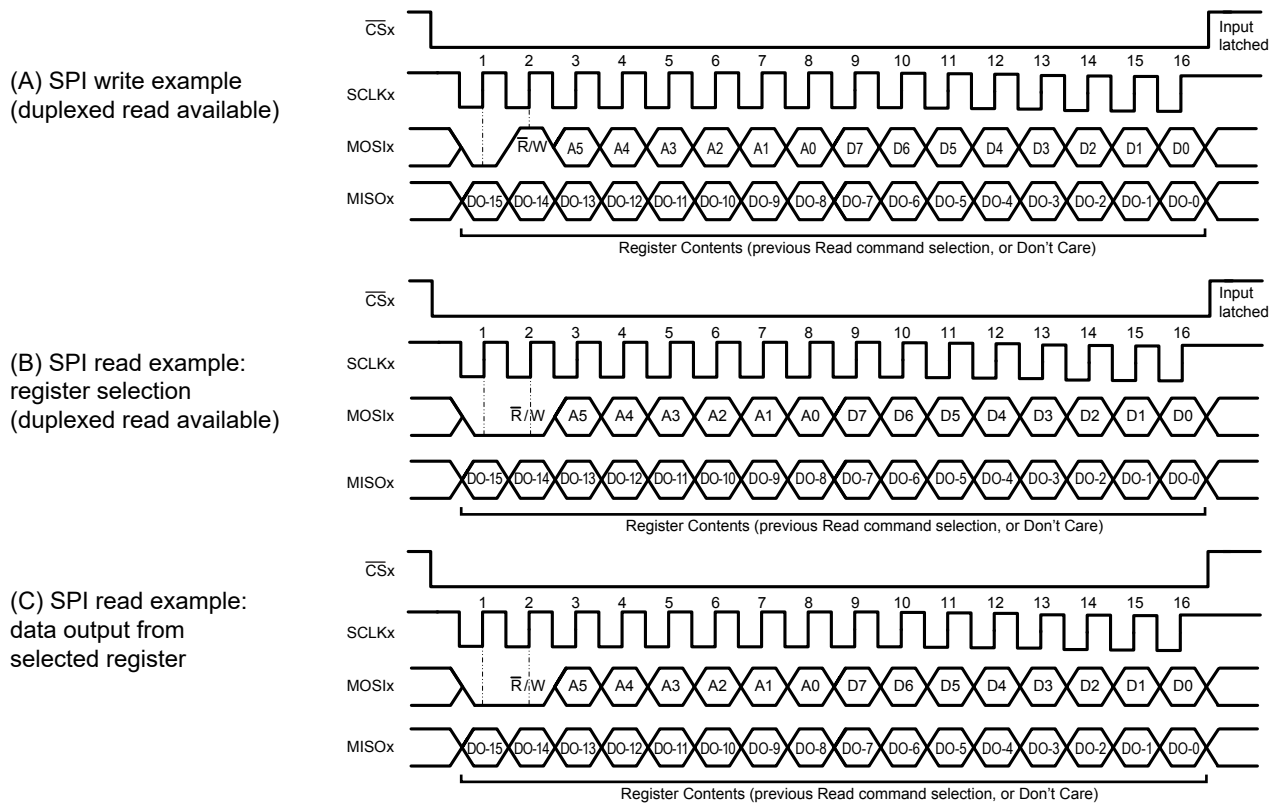 (A) SPI write example
(duplexed read available)
CSx
Input
latched
1 2 3 4 5 6 7 8 9 10 11 12 13 14 15 16
SCLKx
MOSIx R/W A5 A4 A3 A2 A1 A0 D7 D6 D5 D4 D3 D2 D1 D0
MISOx DO-15 DO-14 DO-13 DO-12 DO-11 DO-10 DO-9 DO-8 DO-7 DO-6 DO-5 DO-4 DO-3 DO-2 DO-1 DO-0
Register Contents (previous Read command selection, or Don’t Care)
(B) SPI read example:
register selection
(duplexed read available)
CSx
Input
latched
1 2 3 4 5 6 7 8 9 10 11 12 13 14 15 16
SCLKx
MOSIx R/W A5 A4 A3 A2 A1 A0 D7 D6 D5 D4 D3 D2 D1 D0
MISOx DO-15 DO-14 DO-13 DO-12 DO-11 DO-10 DO-9 DO-8 DO-7 DO-6 DO-5 DO-4 DO-3 DO-2 DO-1 DO-0
Register Contents (previous Read command selection, or Don’t Care)
(C) SPI read example:
data output from
selected register
CSx
1 2 3 4 5 6 7 8 9 10 11 12 13 14 15 16
SCLKx
MOSIx R/W A5 A4 A3 A2 A1 A0 D7 D6 D5 D4 D3 D2 D1 D0
MISOx DO-15 DO-14 DO-13 DO-12 DO-11 DO-10 DO-9 DO-8 DO-7 DO-6 DO-5 DO-4 DO-3 DO-2 DO-1 DO-0
Register Contents (previous Read command selection, or Don’t Care)